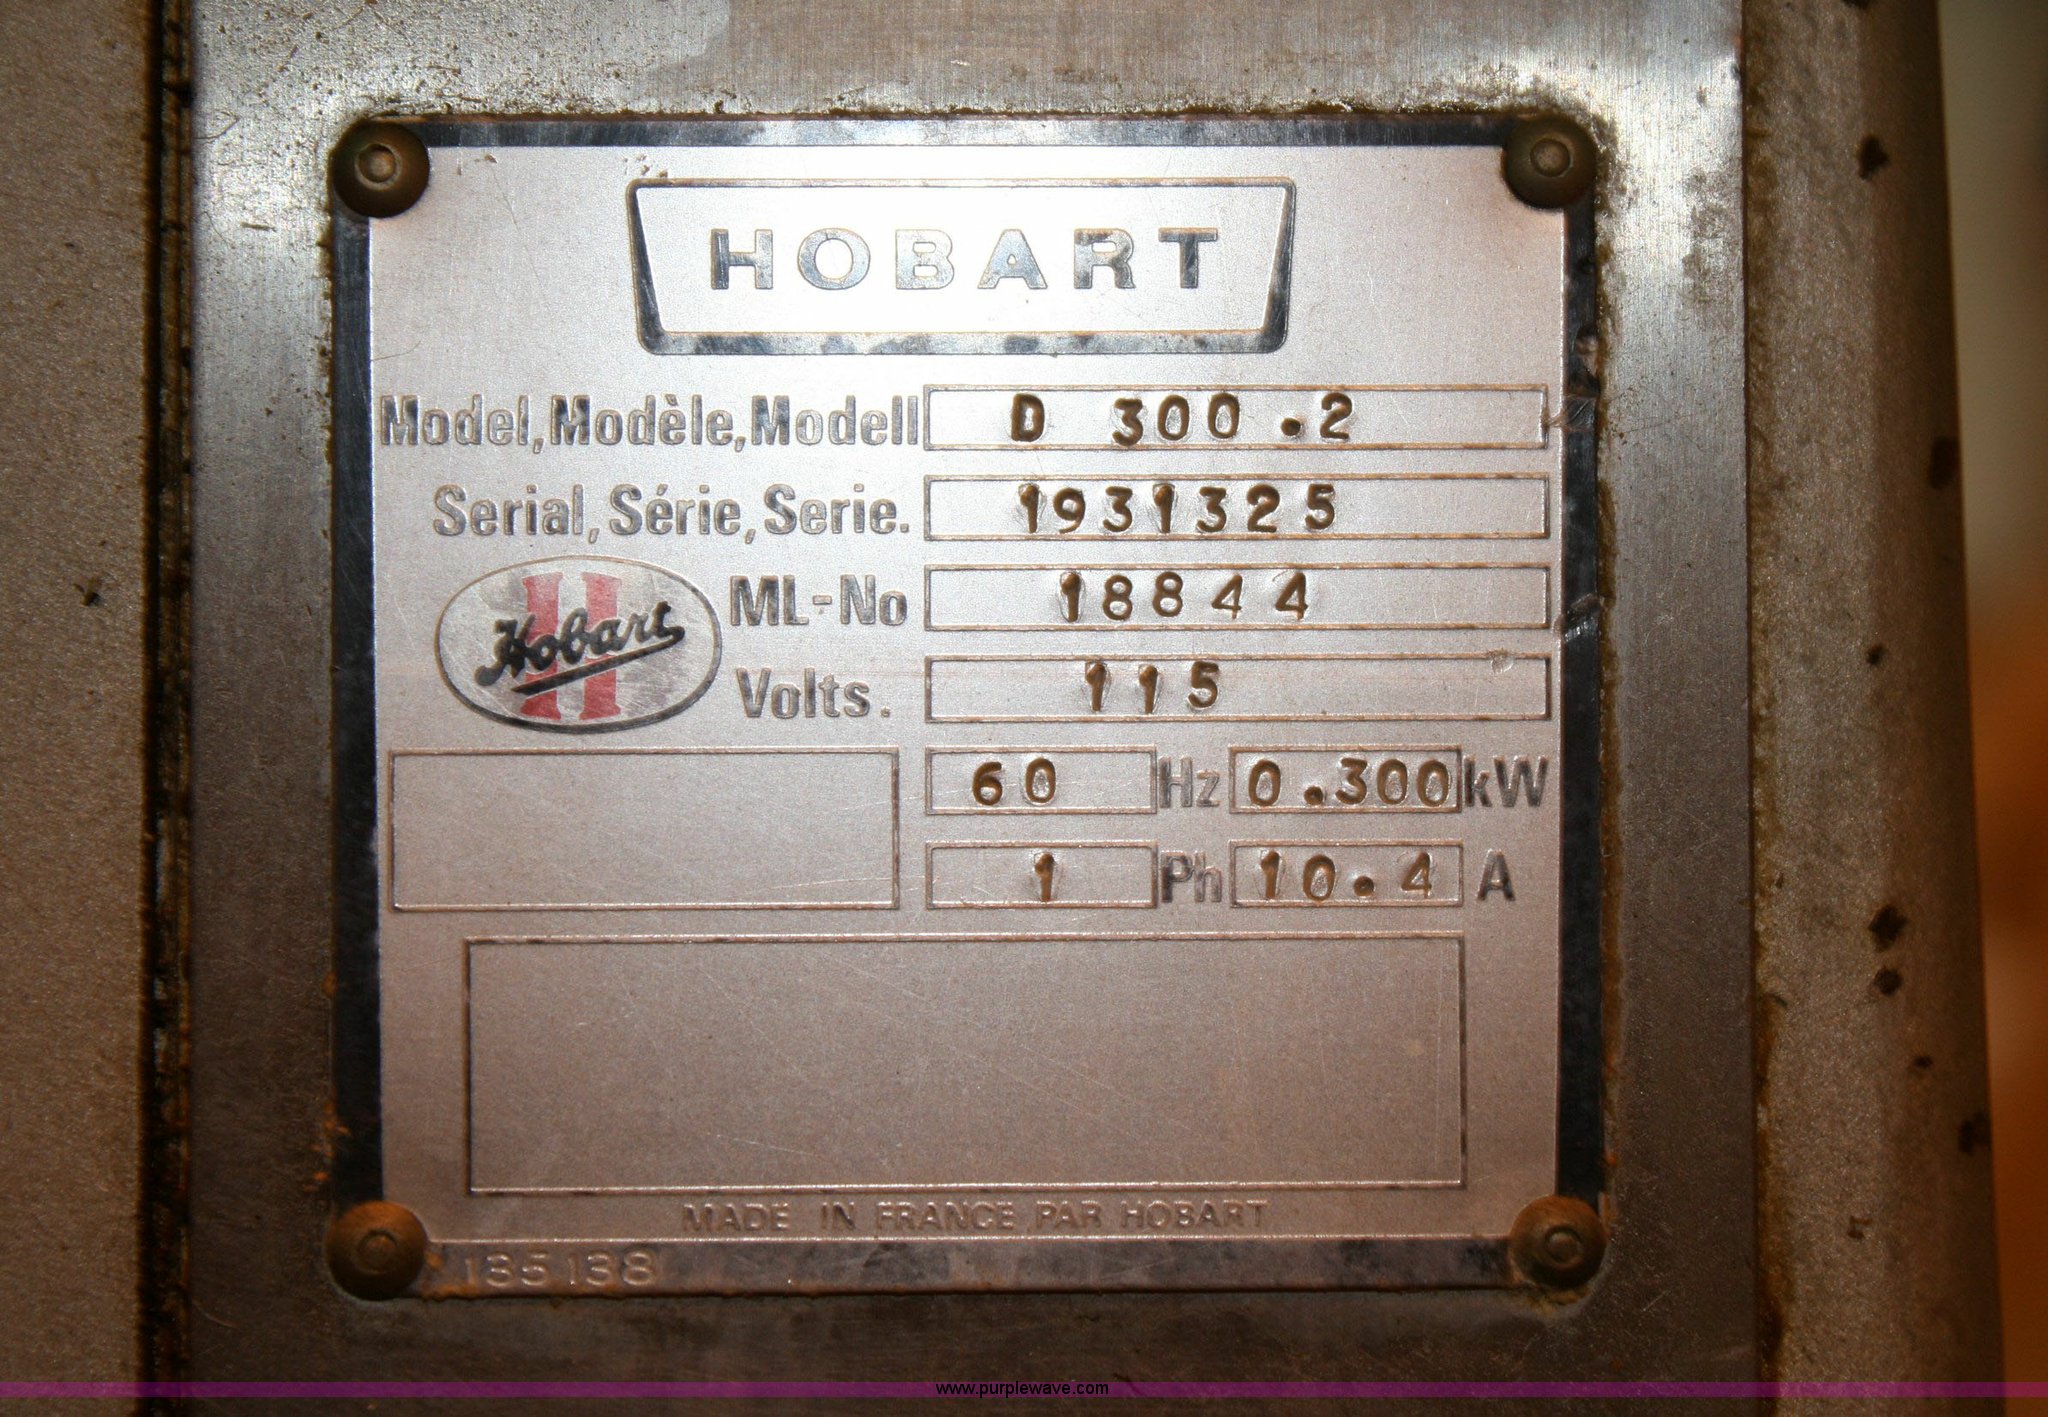 HOBART
Model, Modèle, Modell D 300.2
Serial, Série, Serie. 1931325
Hobart
ML-No 18844
Volts. 115
60 Hz 0.300 kW
1 Ph 10.4 A
MADE IN FRANCE PAR HOBART
135138
www.purplewave.com